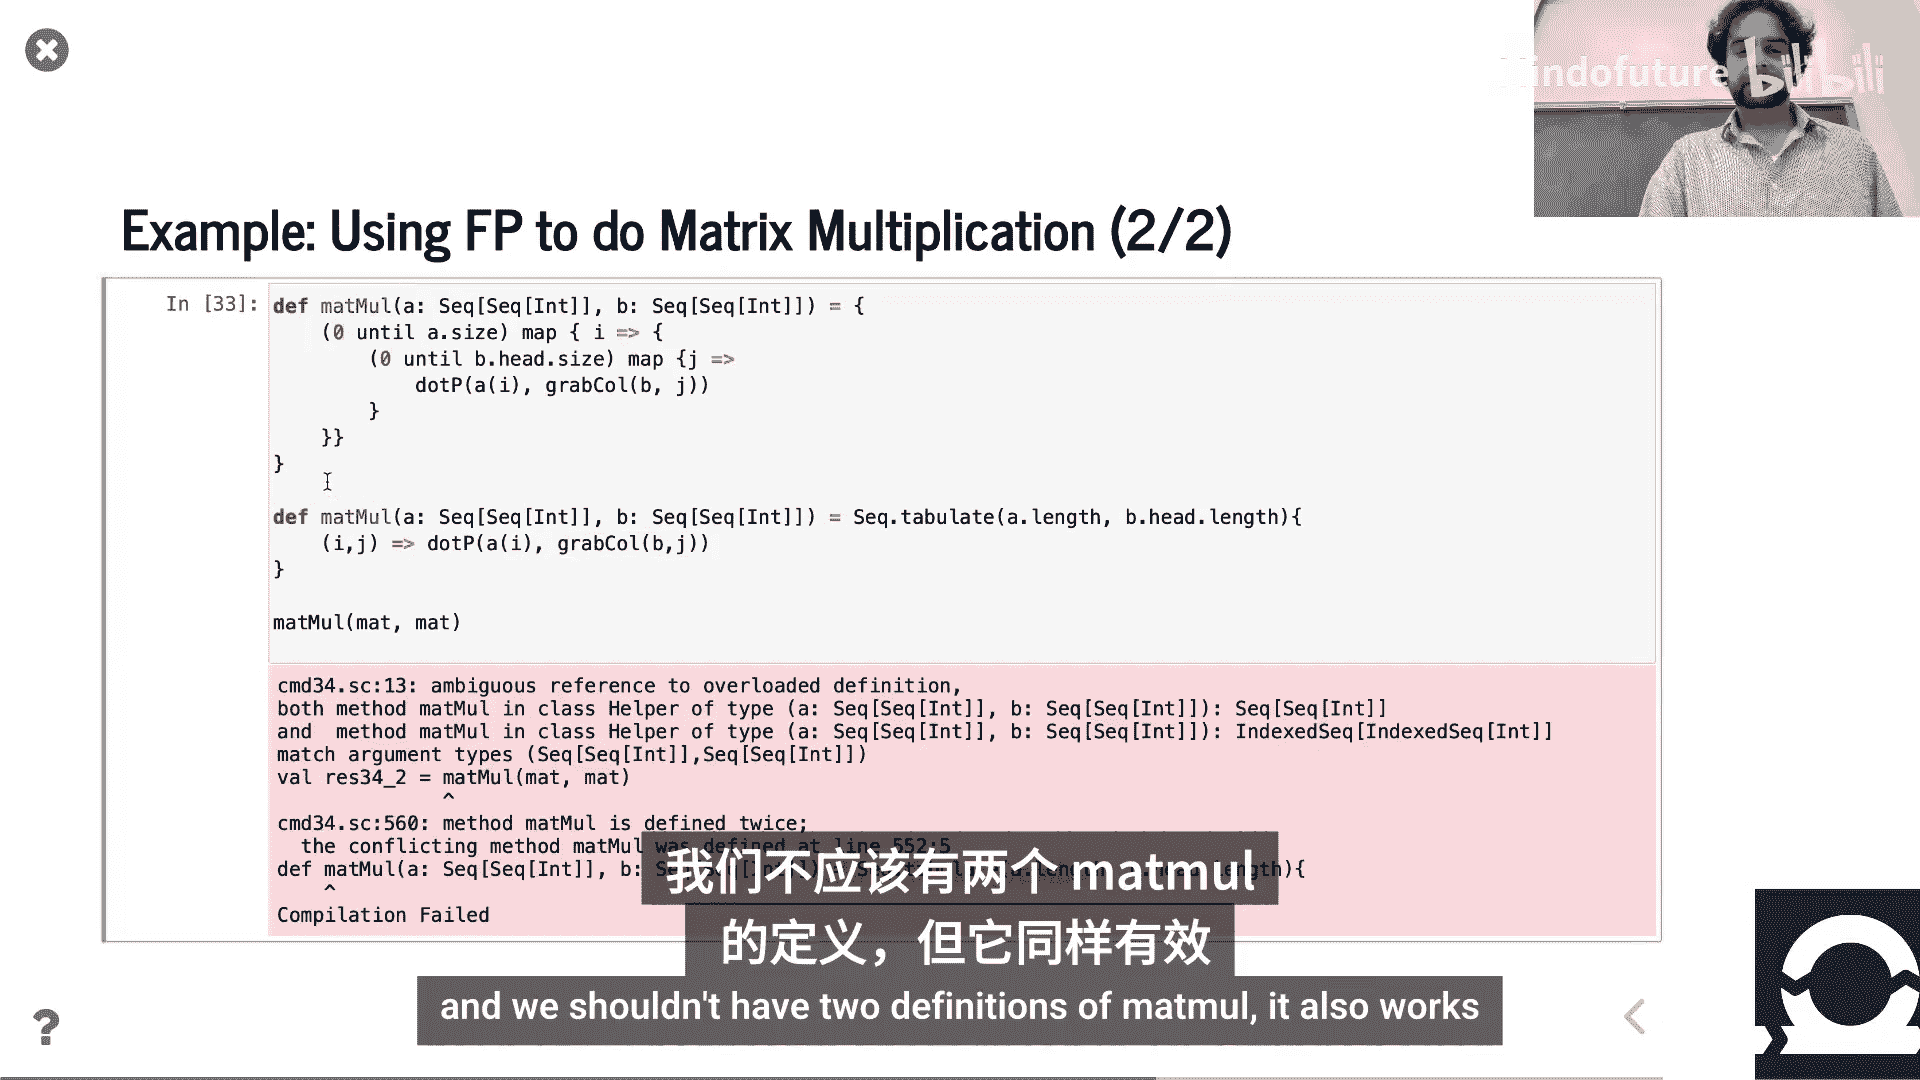 indofuture bilibili
Example: Using FP to do Matrix Multiplication (2/2)
In [33]:
def matMul(a: Seq[Seq[Int]], b: Seq[Seq[Int]]) = {
    (0 until a.size) map { i => {
        (0 until b.head.size) map {j =>
            dotP(a(i), grabCol(b, j))
        }
    }}
}
def matMul(a: Seq[Seq[Int]], b: Seq[Seq[Int]]) = Seq.tabulate(a.length, b.head.length){
    (i,j) => dotP(a(i), grabCol(b,j))
}
matMul(mat, mat)
cmd34.sc:13: ambiguous reference to overloaded definition,
both method matMul in class Helper of type (a: Seq[Seq[Int]], b: Seq[Seq[Int]]): Seq[Seq[Int]]
and  method matMul in class Helper of type (a: Seq[Seq[Int]], b: Seq[Seq[Int]]): IndexedSeq[IndexedSeq[Int]]
match argument types (Seq[Seq[Int]],Seq[Seq[Int]])
val res34_2 = matMul(mat, mat)
              ^
cmd34.sc:560: method matMul is defined twice;
  the conflicting method matMul was defined at line 552:5
def matMul(a: Seq[Seq[Int]], b: h){
    ^
Compilation Failed
我们不应该有两个 matmul
的定义，但它同样有效
and we shouldn't have two definitions of matmul, it also works
?